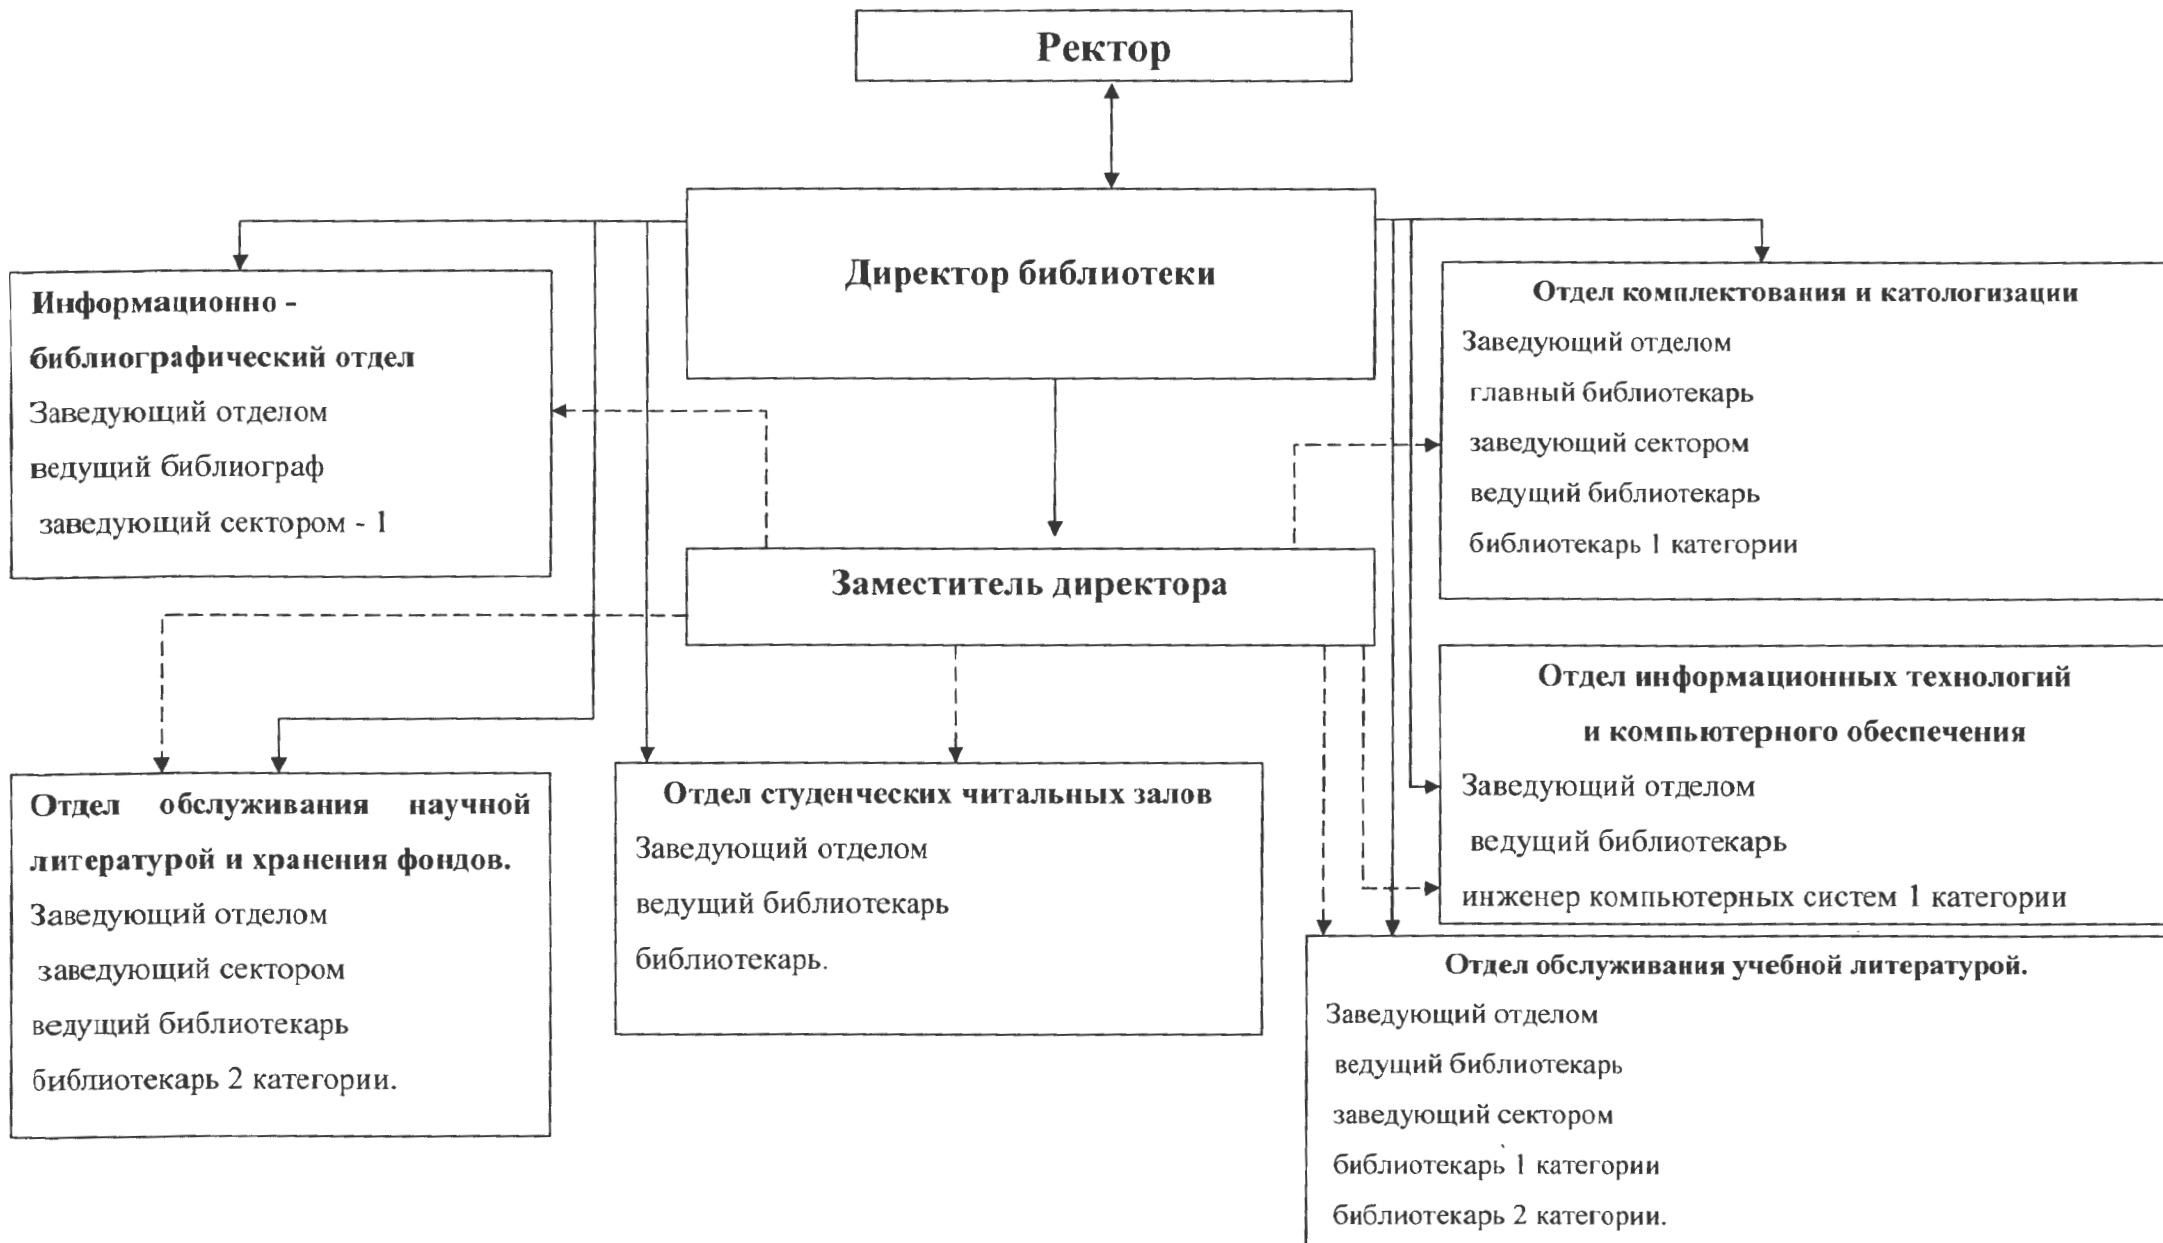 Ректор
Директор библиотеки
Информационно -
библиографический отдел
Заведующий отделом
ведущий библиограф
заведующий сектором - 1
Отдел комплектования и катологизации
Заведующий отделом
главный библиотекарь
заведующий сектором
ведущий библиотекарь
библиотекарь 1 категории
Заместитель директора
Отдел информационных технологий
и компьютерного обеспечения
Заведующий отделом
ведущий библиотекарь
инженер компьютерных систем 1 категории
Отдел обслуживания научной
литературой и хранения фондов.
Заведующий отделом
заведующий сектором
ведущий библиотекарь
библиотекарь 2 категории.
Отдел студенческих читальных залов
Заведующий отделом
ведущий библиотекарь
библиотекарь.
Отдел обслуживания учебной литературой.
Заведующий отделом
ведущий библиотекарь
заведующий сектором
библиотекарь 1 категории
библиотекарь 2 категории.